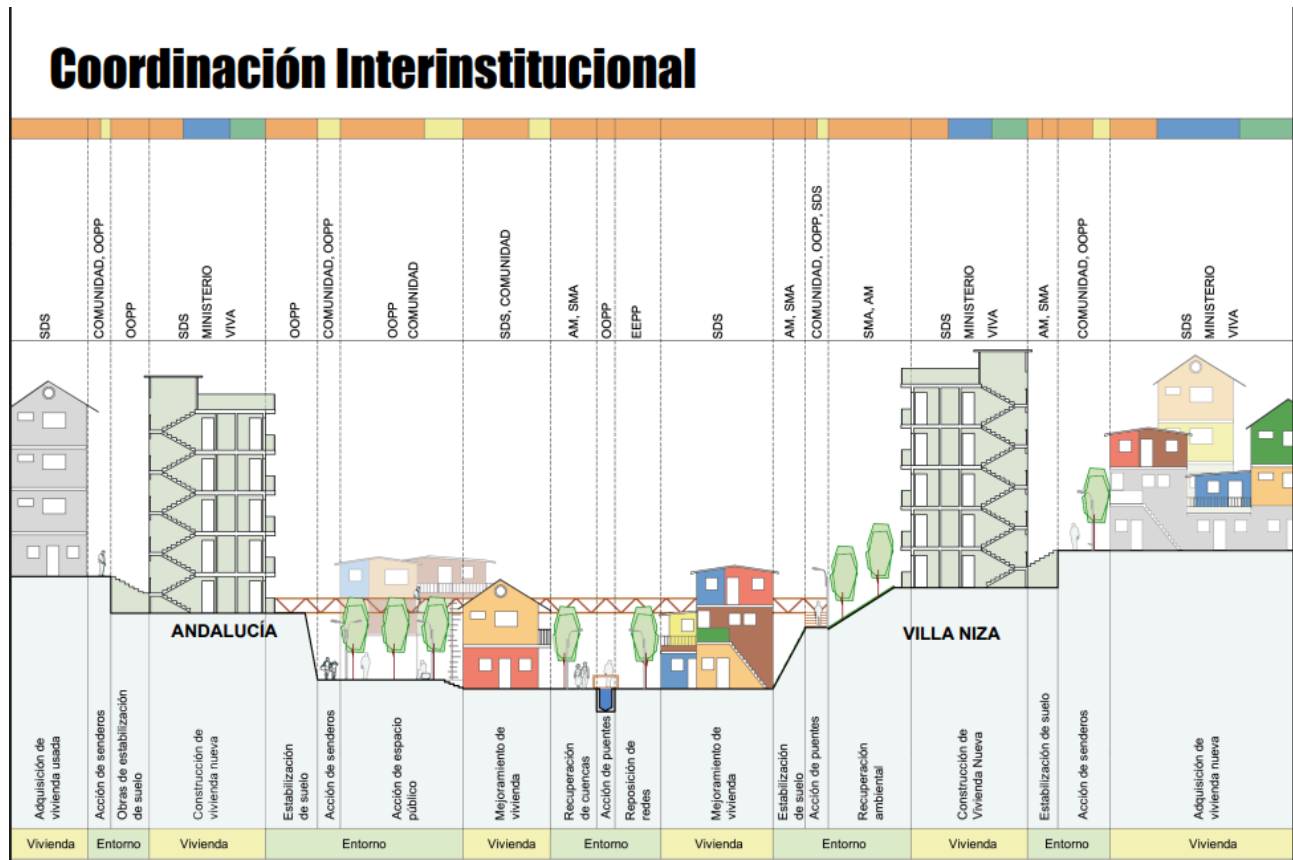 Coordinación Interinstitucional
SDS
COMUNIDAD, OOPP
OOPP
SDS
MINISTERIO
VIVA
OOPP
COMUNIDAD, OOPP
OOPP
COMUNIDAD
SDS, COMUNIDAD
AM, SMA
OOPP
EEPP
SDS
AM, SMA
COMUNIDAD, OOPP, SDS
SMA, AM
SDS
MINISTERIO
VIVA
AM, SMA
COMUNIDAD, OOPP
SDS
MINISTERIO
VIVA
ANDALUCÍA
VILLA NIZA
Adquisición de
vivienda usada
Acción de senderos
Obras de estabilización
de suelo
Construcción de
vivienda nueva
Estabilización
de suelo
Acción de senderos
Acción de espacio
público
Mejoramiento de
vivienda
Recuperación
de cuencas
Acción de puentes
Reposición de
redes
Mejoramiento de
vivienda
Estabilización
de suelo
Acción de puentes
Recuperación
ambiental
Construcción de
Vivienda Nueva
Estabilización de suelo
Acción de senderos
Adquisición de
vivienda nueva
Vivienda
Entorno
Vivienda
Entorno
Vivienda
Entorno
Vivienda
Entorno
Vivienda
Entorno
Vivienda